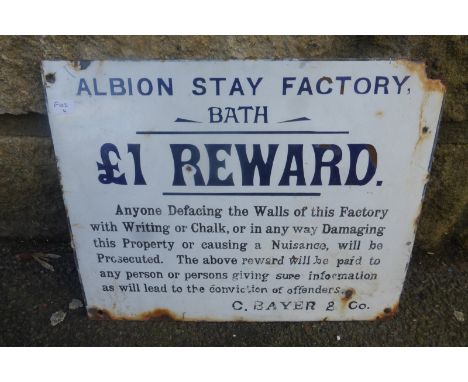 ALBION STAY FACTORY,
BATH
£1 REWARD.
Anyone Defacing the Walls of this Factory
with Writing or Chalk, or in any way Damaging
this Property or causing a Nuisance, will be
Prosecuted. The above reward will be paid to
any person or persons giving sure information
as will lead to the conviction of offenders.
C. BAYER & Co.